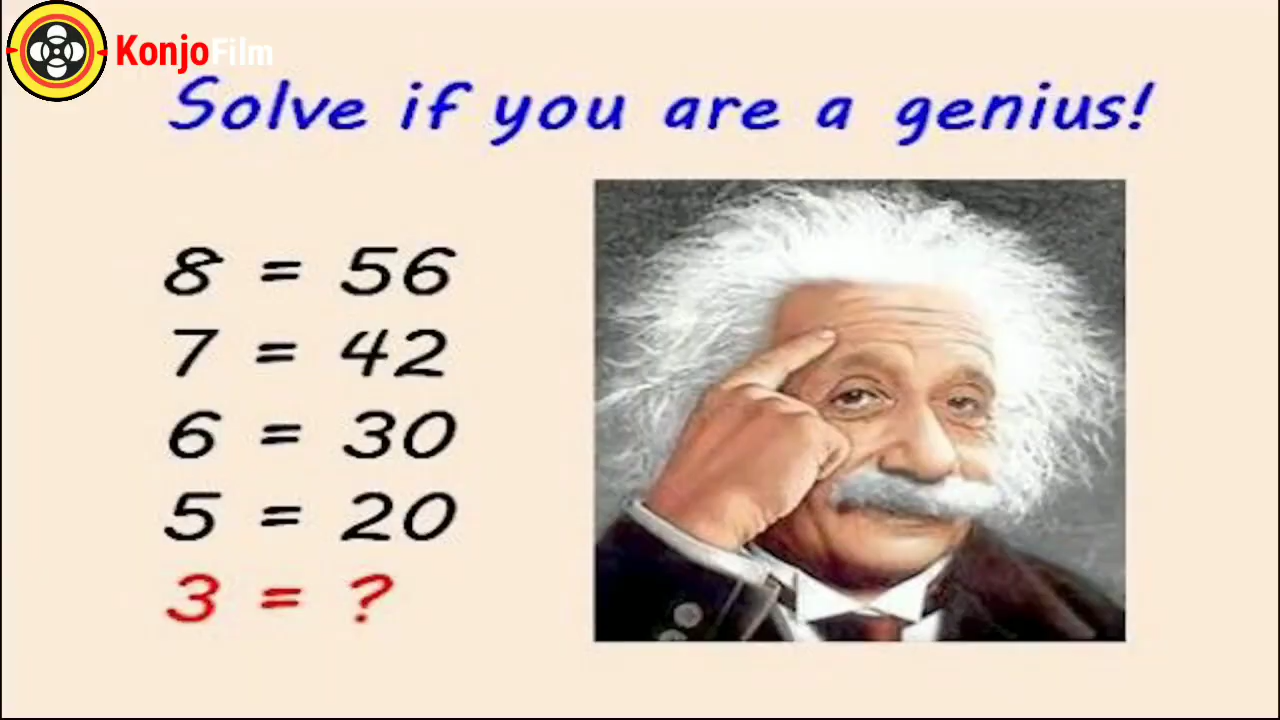 KonjoFilm
Solve if you are a genius!
8 = 56
7 = 42
6 = 30
5 = 20
3 = ?